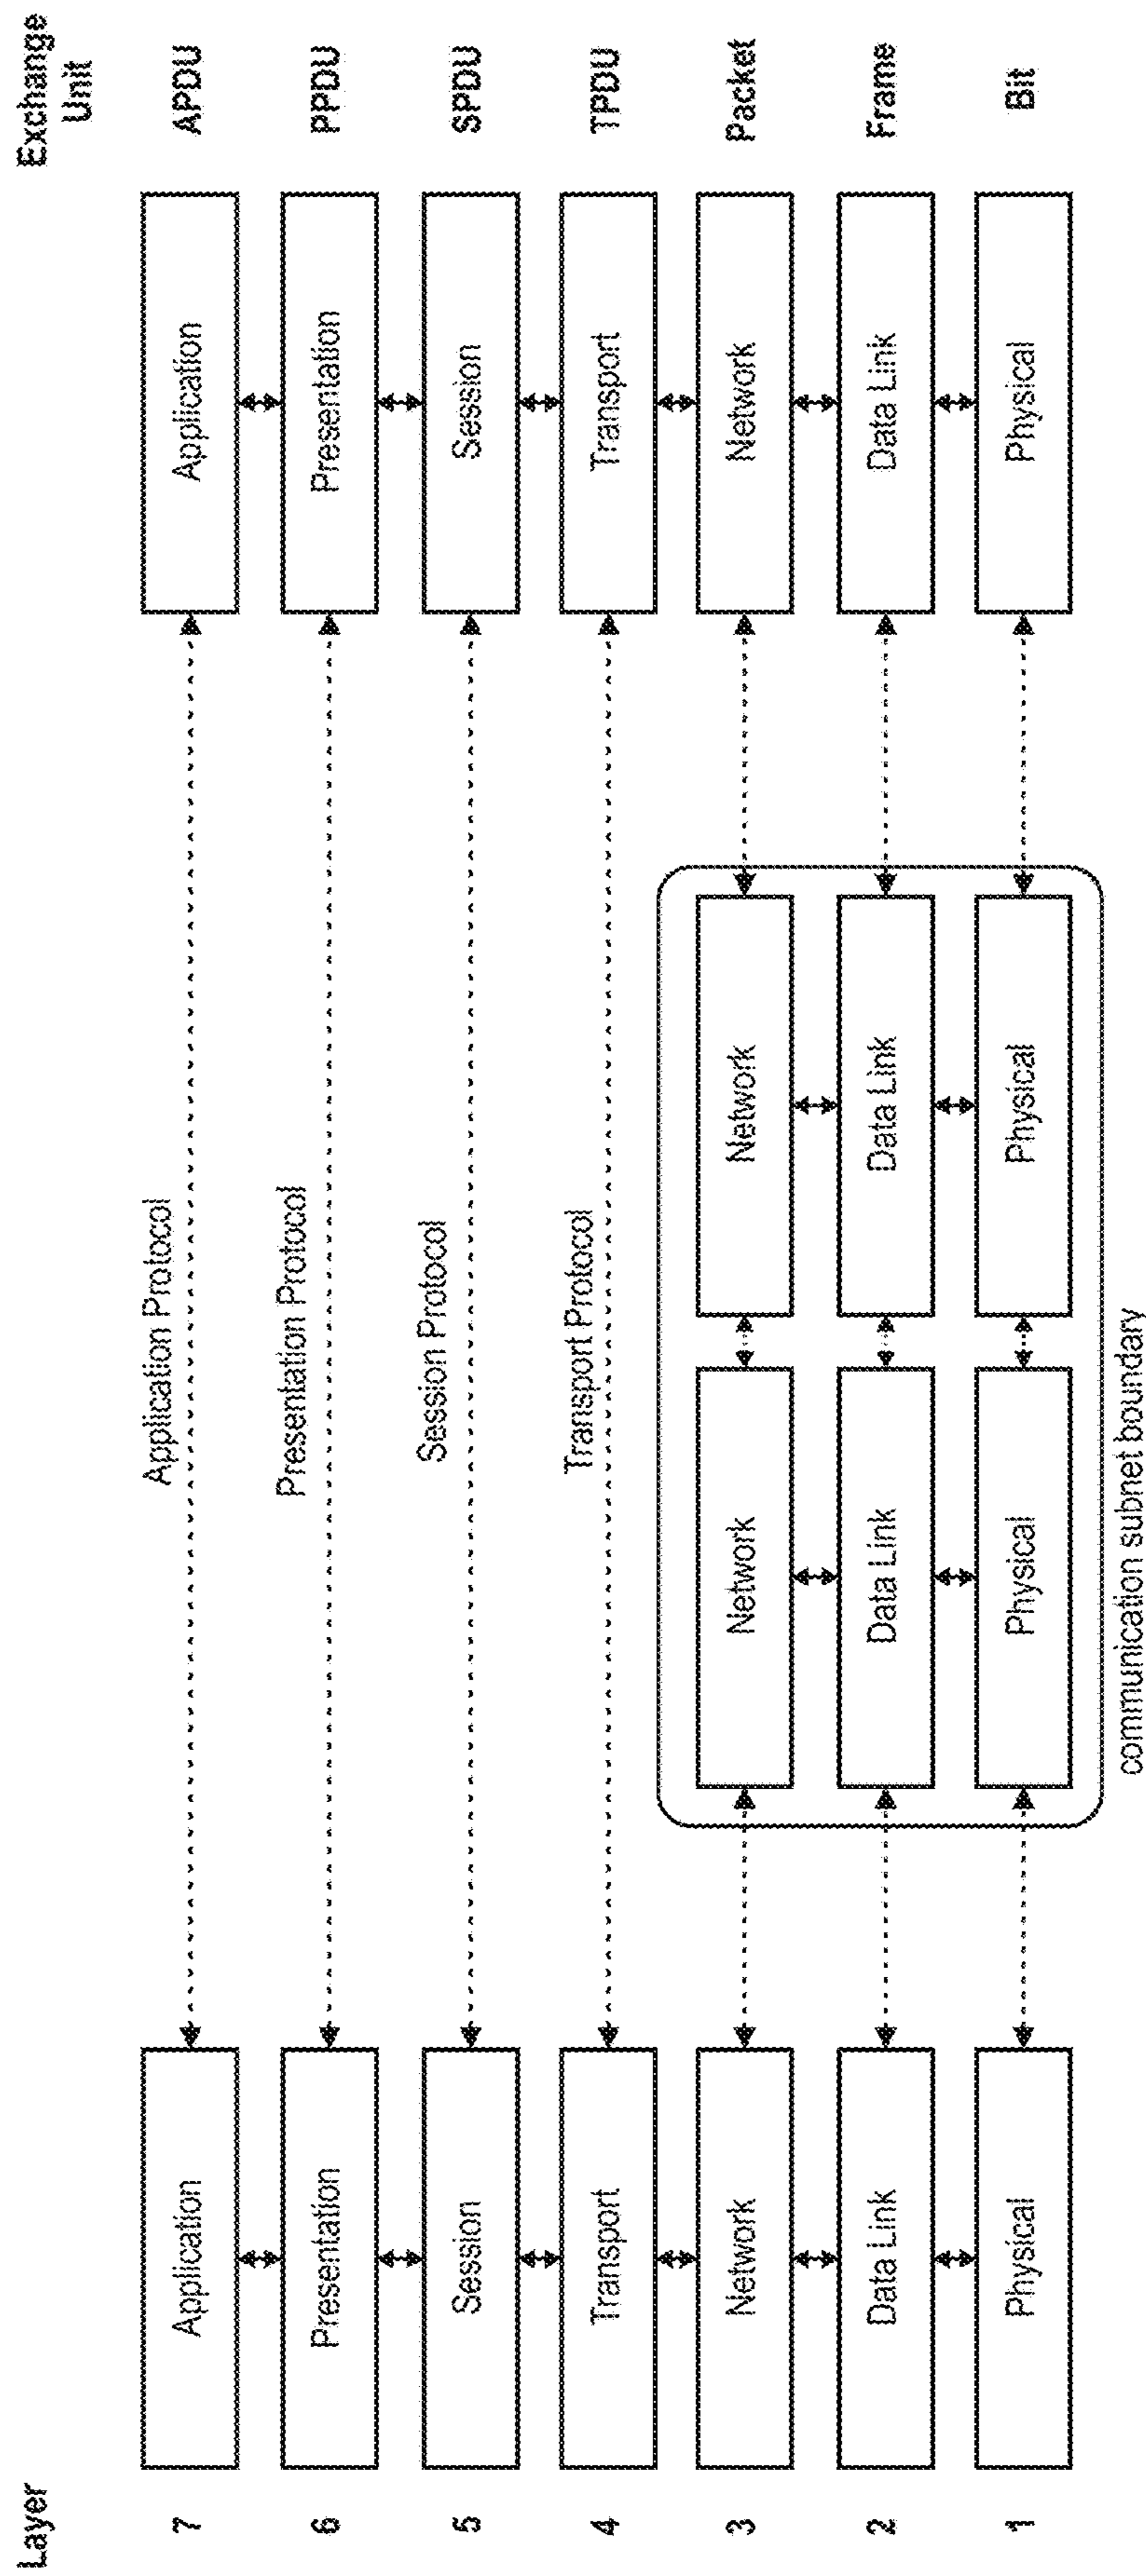 Layer
Exchange
Unit
7
Application
Application Protocol
Application
APDU
6
Presentation
Presentation Protocol
Presentation
PPDU
5
Session
Session Protocol
Session
SPDU
4
Transport
Transport Protocol
Transport
TPDU
3
Network
Network
Network
Network
Packet
2
Data Link
Data Link
Data Link
Data Link
Frame
1
Physical
Physical
Physical
Physical
Bit
communication subnet boundary